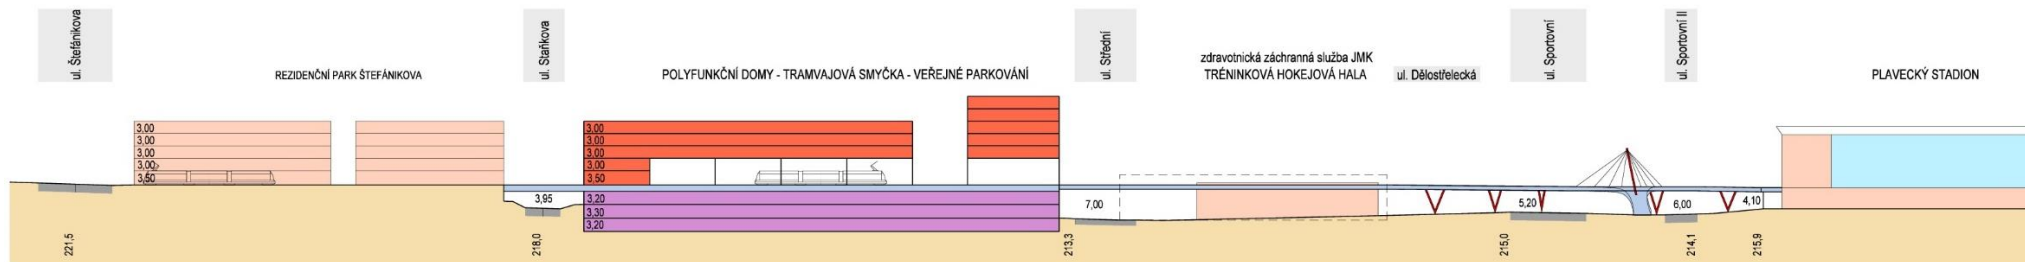 ul. Štefánikova
REZIDENČNÍ PARK ŠTEFÁNIKOVA
ul. Staňkova
POLYFUNKČNÍ DOMY - TRAMVAJOVÁ SMYČKA - VEŘEJNÉ PARKOVÁNÍ
ul. Střední
zdravotnická záchranná služba JMK
TRÉNINKOVÁ HOKEJOVÁ HALA
ul. Dělostřelecká
ul. Sportovní
ul. Sportovní II
PLAVECKÝ STADION
3,00
3,00
3,00
3,00
3,50
3,00
3,00
3,00
3,00
3,50
3,95
3,20
3,30
3,20
7,00
5,20
6,00
4,10
221,5
218,0
213,3
215,0
214,1
215,9